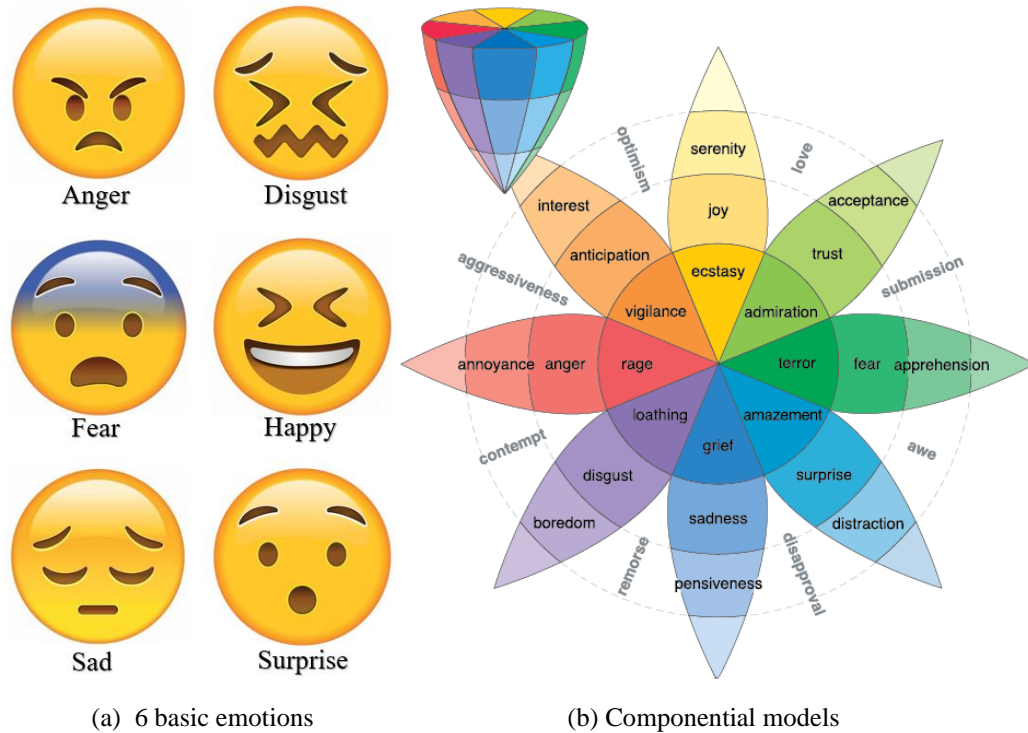 Anger
Disgust
Fear
Happy
Sad
Surprise
(a) 6 basic emotions
optimism
love
serenity
interest
acceptance
joy
anticipation
trust
aggressiveness
submission
ecstasy
vigilance
admiration
annoyance
anger
rage
terror
fear
apprehension
loathing
amazement
grief
contempt
awe
disgust
surprise
boredom
sadness
distraction
remorse
disapproval
pensiveness
(b) Componential models